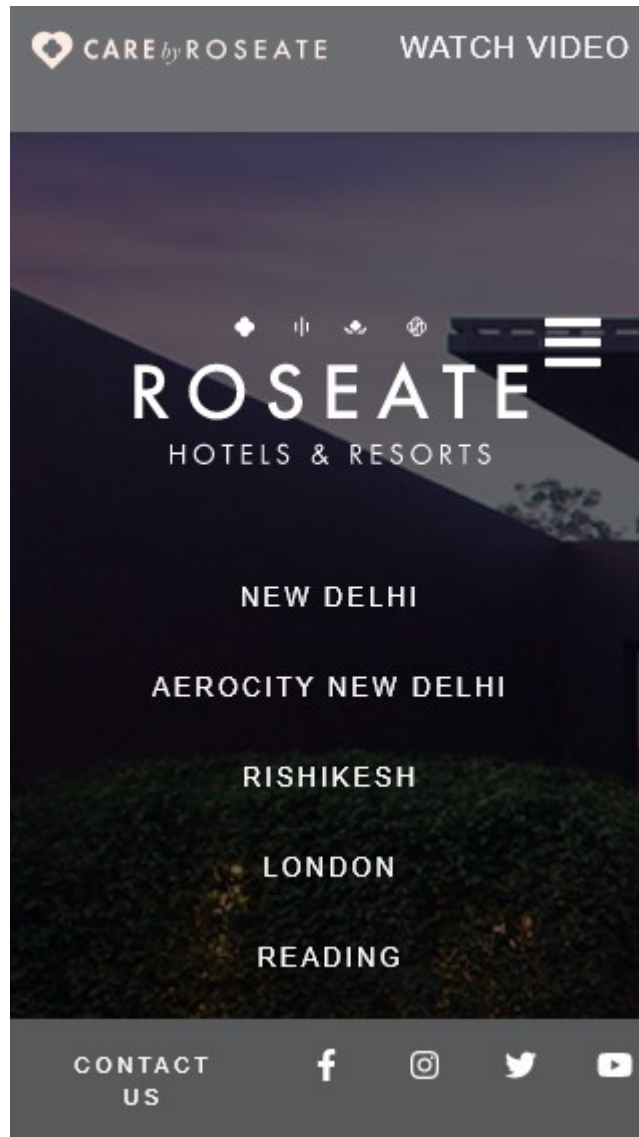 CARE by ROSEATE WATCH VIDEO
ROSEATE
HOTELS & RESORTS
NEW DELHI
AEROCITY NEW DELHI
RISHIKESH
LONDON
READING
CONTACT
US